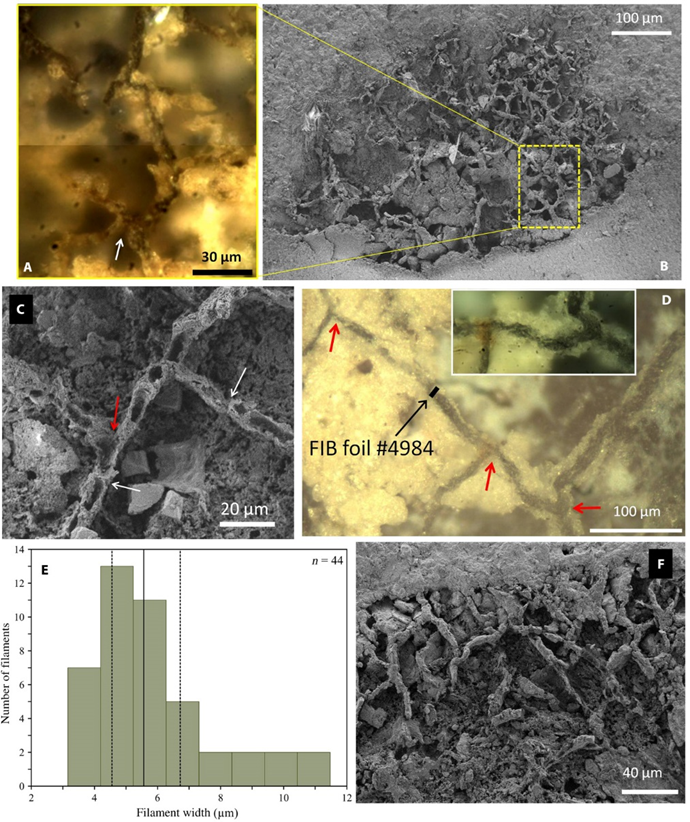 A
30 µm
100 µm
B
C
20 µm
D
FIB foil #4984
100 µm
E
n = 44
14
12
10
8
6
4
2
0
Number of filaments
2
4
6
8
10
12
Filament width (µm)
F
40 µm